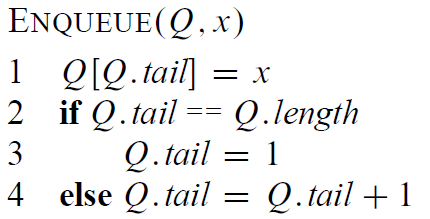 ENQUEUE(Q, x)
1 Q[Q.tail] = x
2 if Q.tail == Q.length
3 Q.tail = 1
4 else Q.tail = Q.tail + 1